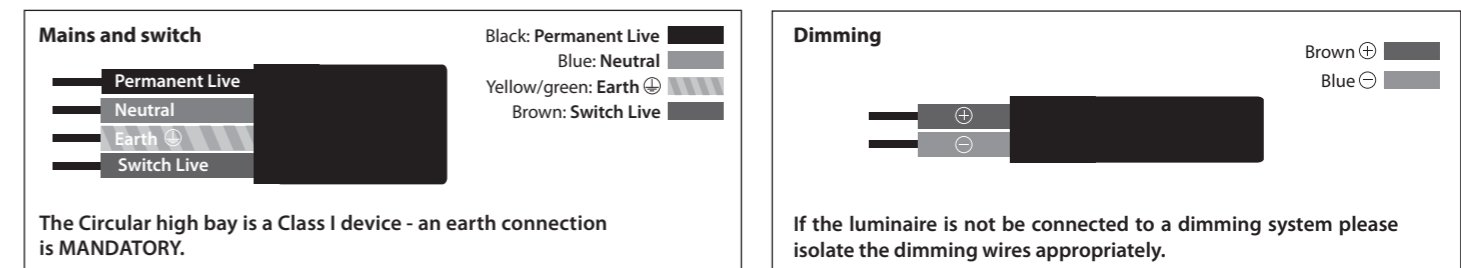 Mains and switch
Black: Permanent Live
Blue: Neutral
Yellow/green: Earth ⏚
Brown: Switch Live
Permanent Live
Neutral
Earth ⏚
Switch Live
The Circular high bay is a Class I device - an earth connection
is MANDATORY.
Dimming
Brown ⊕
Blue ⊖
⊕
⊖
If the luminaire is not be connected to a dimming system please
isolate the dimming wires appropriately.